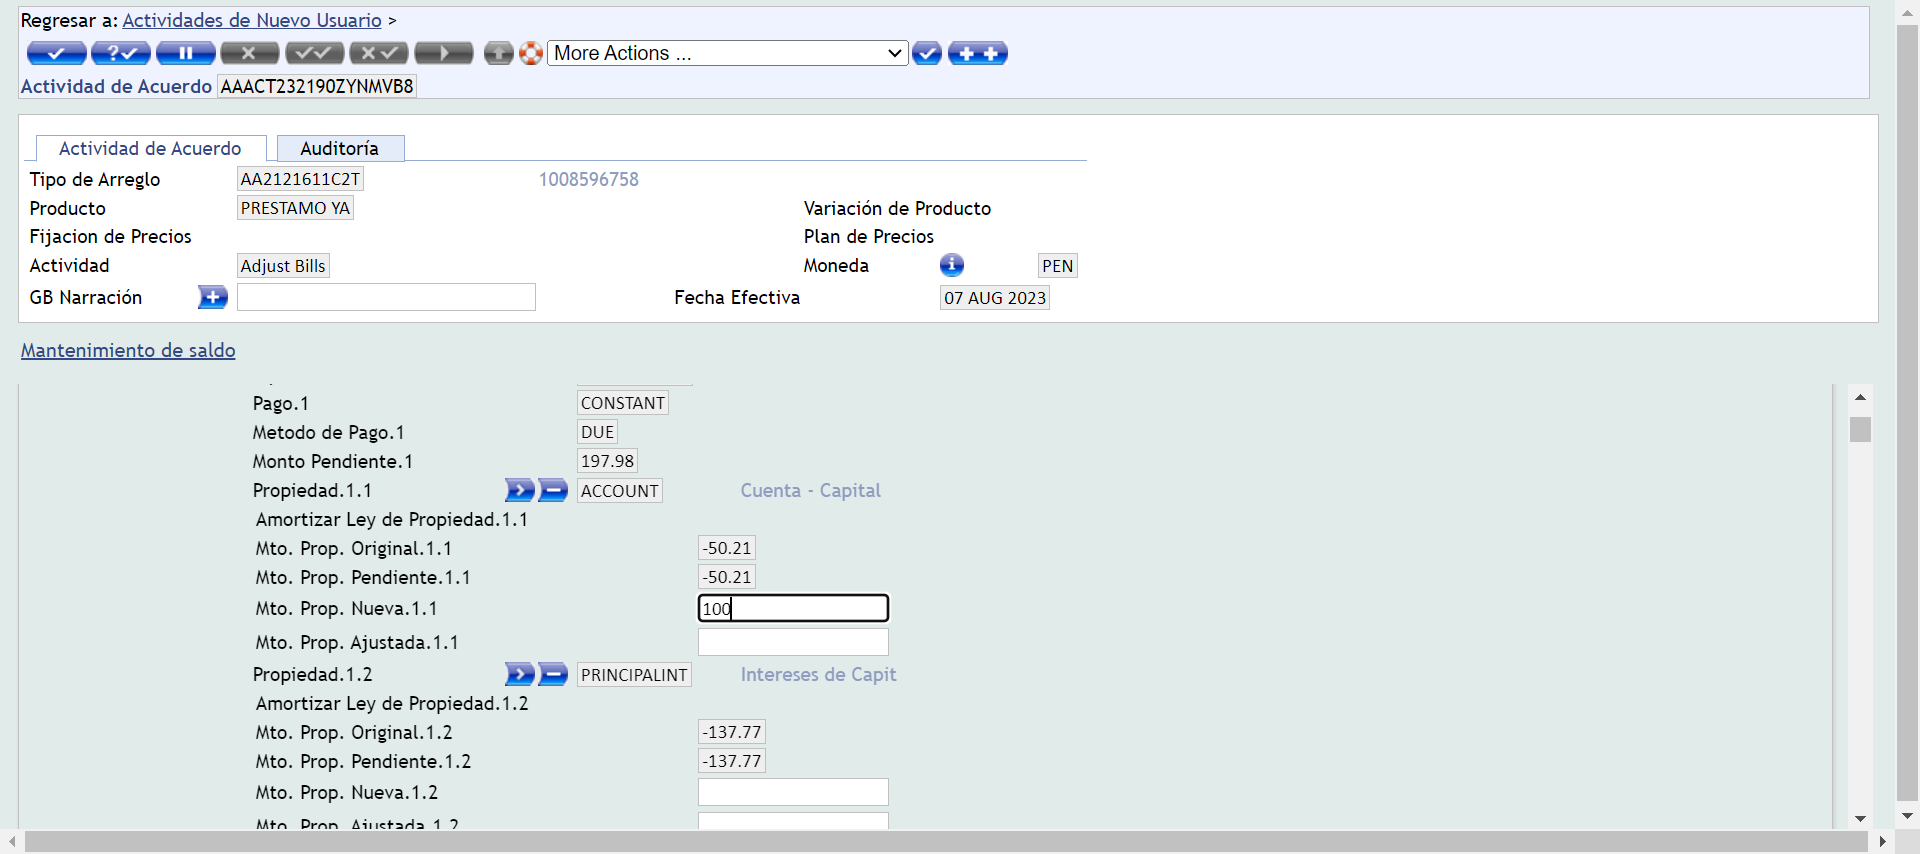 Regresar a: Actividades de Nuevo Usuario >
More Actions ...
Actividad de Acuerdo AAACT232190ZYNMVB8
Actividad de Acuerdo Auditoría
Tipo de Arreglo AA2121611C2T 1008596758
Producto PRESTAMO YA Variación de Producto
Fijacion de Precios Plan de Precios
Actividad Adjust Bills Moneda PEN
GB Narración Fecha Efectiva 07 AUG 2023
Mantenimiento de saldo
Pago.1 CONSTANT
Metodo de Pago.1 DUE
Monto Pendiente.1 197.98
Propiedad.1.1 ACCOUNT Cuenta - Capital
Amortizar Ley de Propiedad.1.1
Mto. Prop. Original.1.1 -50.21
Mto. Prop. Pendiente.1.1 -50.21
Mto. Prop. Nueva.1.1 100
Mto. Prop. Ajustada.1.1
Propiedad.1.2 PRINCIPALINT Intereses de Capit
Amortizar Ley de Propiedad.1.2
Mto. Prop. Original.1.2 -137.77
Mto. Prop. Pendiente.1.2 -137.77
Mto. Prop. Nueva.1.2
Mto. Prop. Ajustada.1.2